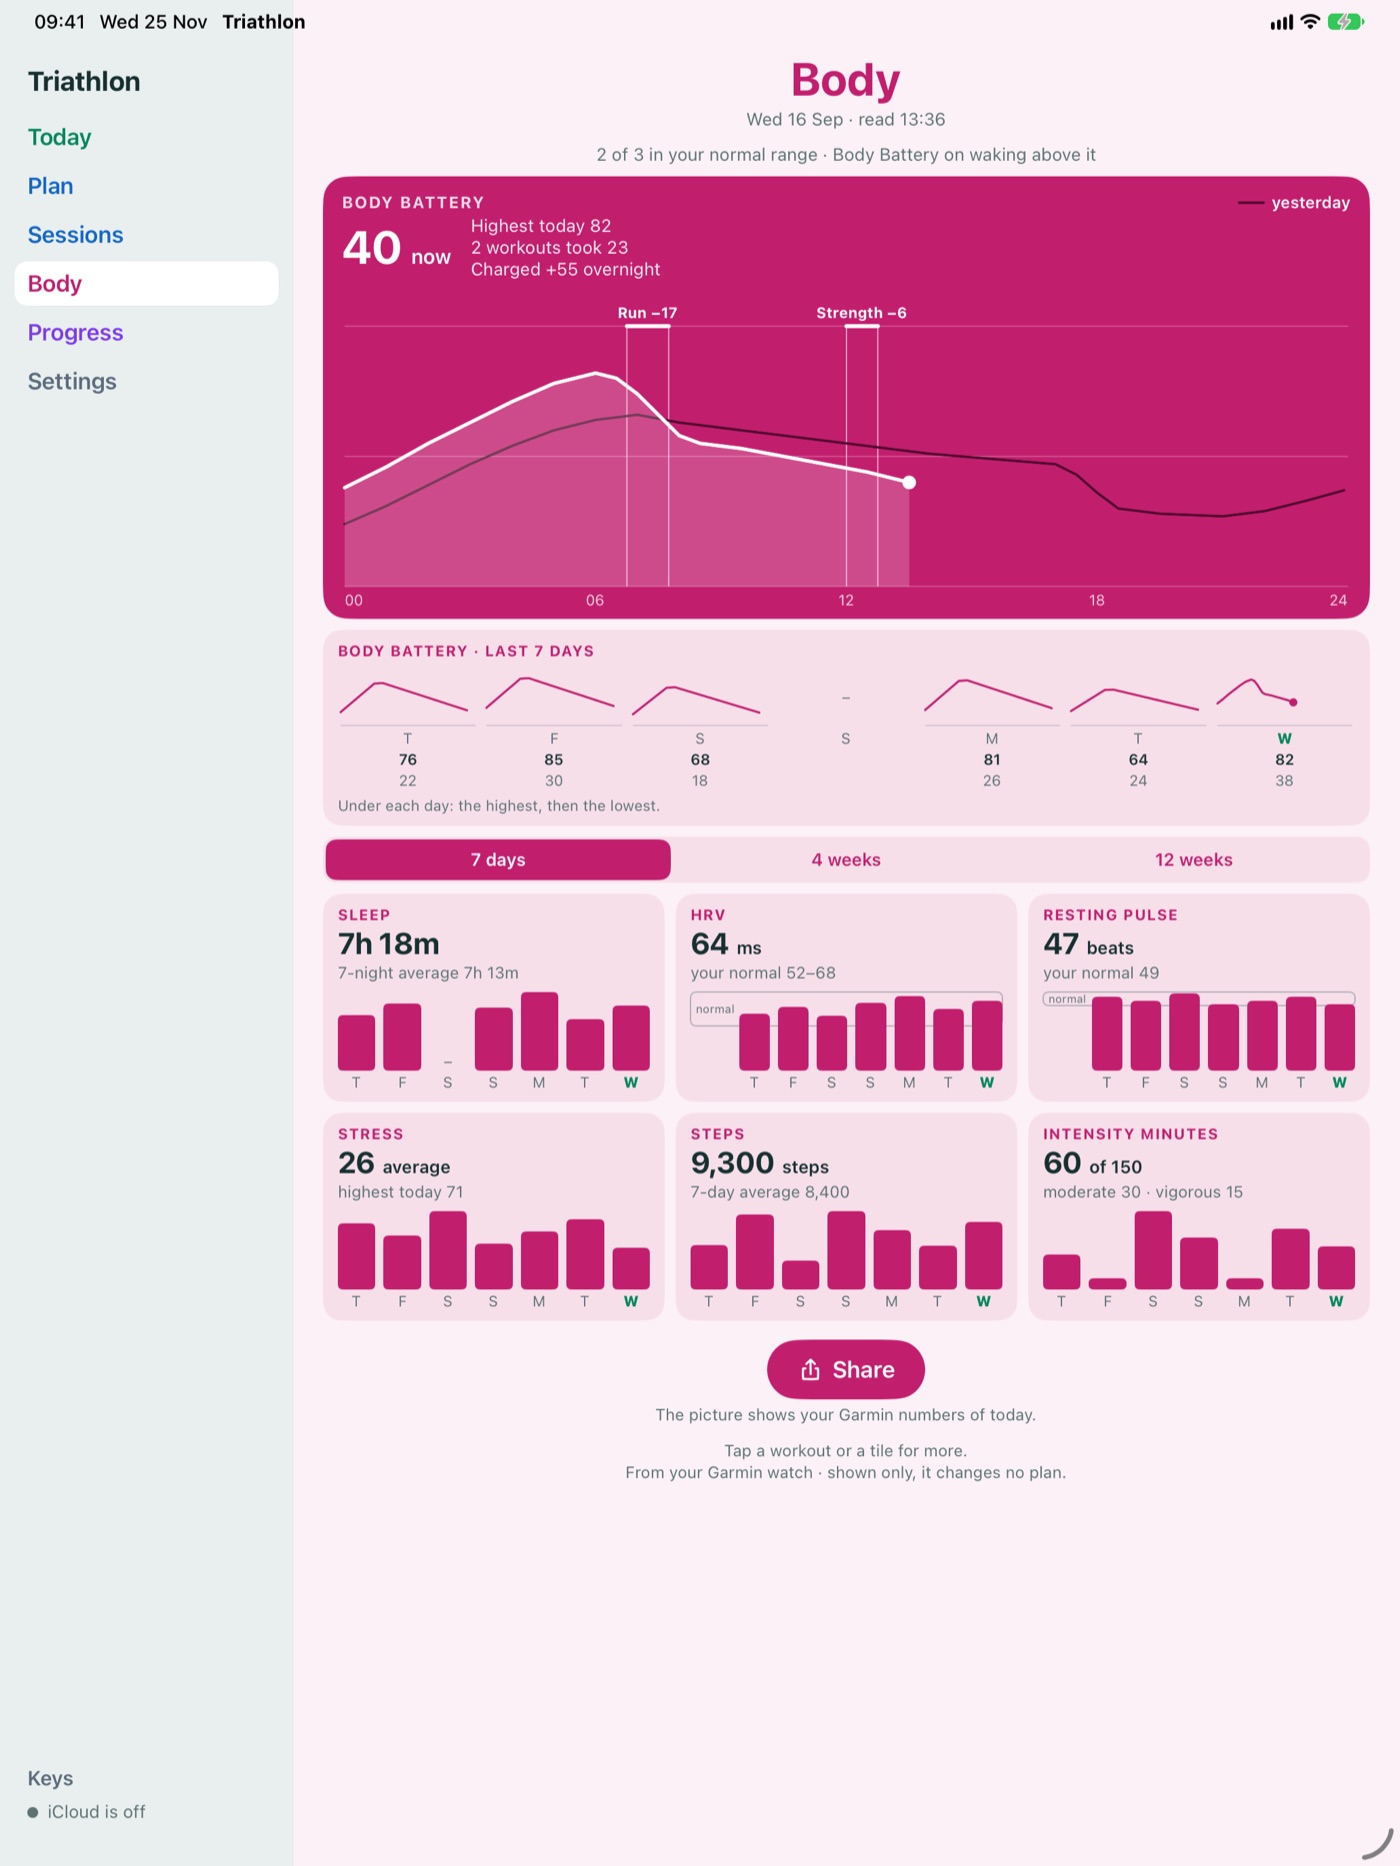 09:41 Wed 25 Nov Triathlon
Triathlon
Today
Plan
Sessions
Body
Progress
Settings
Keys
iCloud is off
Body
Wed 16 Sep · read 13:36
2 of 3 in your normal range · Body Battery on waking above it
BODY BATTERY
yesterday
40 now
Highest today 82
2 workouts took 23
Charged +55 overnight
Run −17
Strength −6
00 06 12 18 24
BODY BATTERY · LAST 7 DAYS
–
T F S S M T W
76 85 68 81 64 82
22 30 18 26 24 38
Under each day: the highest, then the lowest.
7 days 4 weeks 12 weeks
SLEEP
7h 18m
7-night average 7h 13m
–
T F S S M T W
HRV
64 ms
your normal 52–68
normal
T F S S M T W
RESTING PULSE
47 beats
your normal 49
normal
T F S S M T W
STRESS
26 average
highest today 71
T F S S M T W
STEPS
9,300 steps
7-day average 8,400
T F S S M T W
INTENSITY MINUTES
60 of 150
moderate 30 · vigorous 15
T F S S M T W
Share
The picture shows your Garmin numbers of today.
Tap a workout or a tile for more.
From your Garmin watch · shown only, it changes no plan.